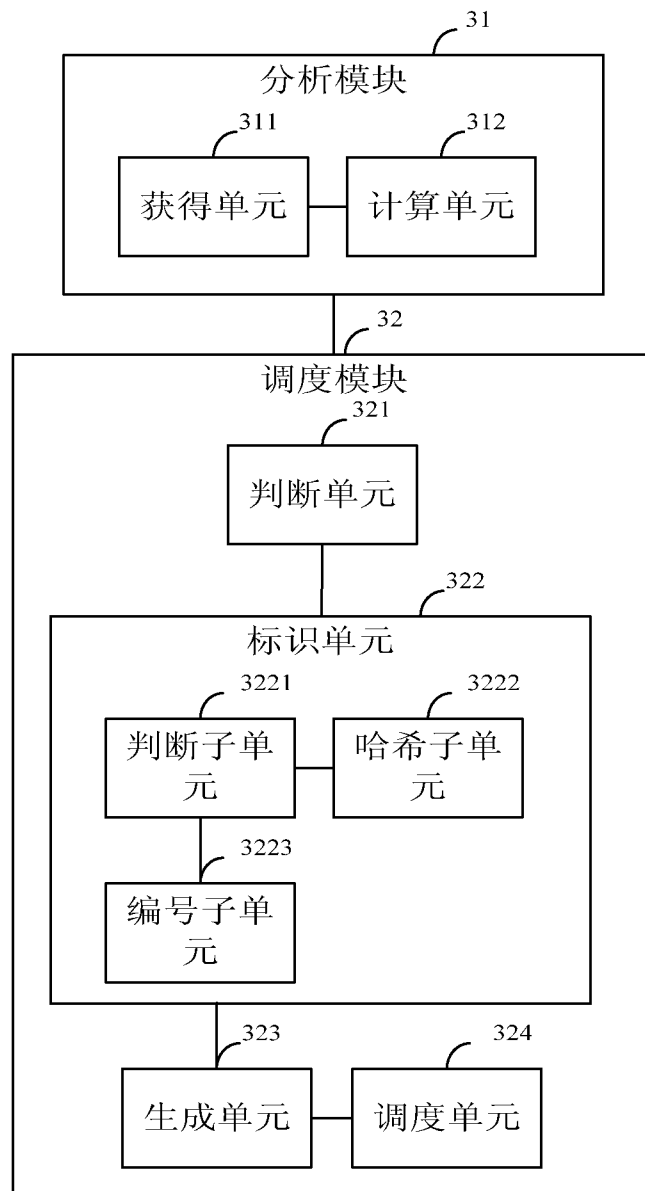 31
分析模块
311
312
获得单元
计算单元
32
调度模块
321
判断单元
322
标识单元
3221
3222
判断子单
元
哈希子单
元
3223
编号子单
元
323
324
生成单元
调度单元